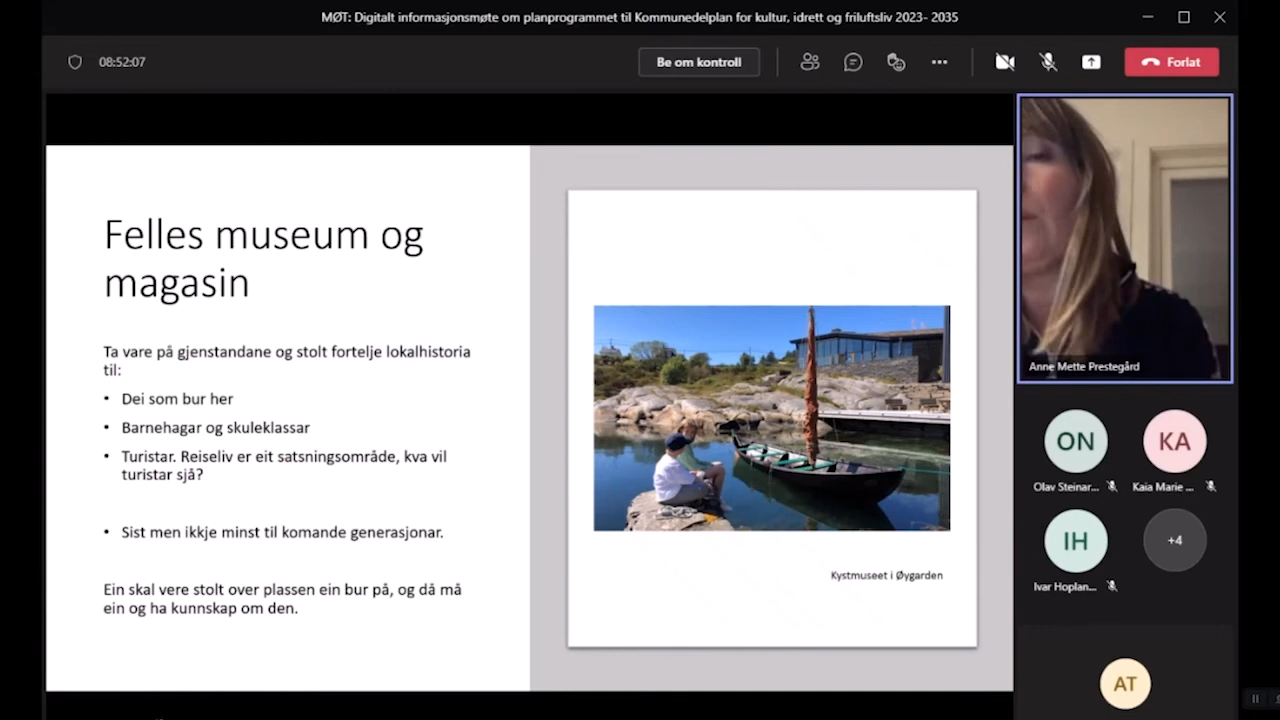 MØT: Digitalt informasjonsmøte om planprogrammet til Kommunedelplan for kultur, idrett og friluftsliv 2023- 2035
08:52:07
Be om kontroll
Forlat
Felles museum og
magasin
Ta vare på gjenstandane og stolt fortelje lokalhistoria
til:
• Dei som bur her
• Barnehagar og skuleklassar
• Turistar. Reiseliv er eit satsningsområde, kva vil
turistar sjå?
• Sist men ikkje minst til komande generasjonar.
Ein skal vere stolt over plassen ein bur på, og då må
ein og ha kunnskap om den.
Kystmuseet i Øygarden
Anne Mette Prestegård
ON
KA
Olav Steinar...
Kaia Marie ...
IH
+4
Ivar Hoplan...
AT